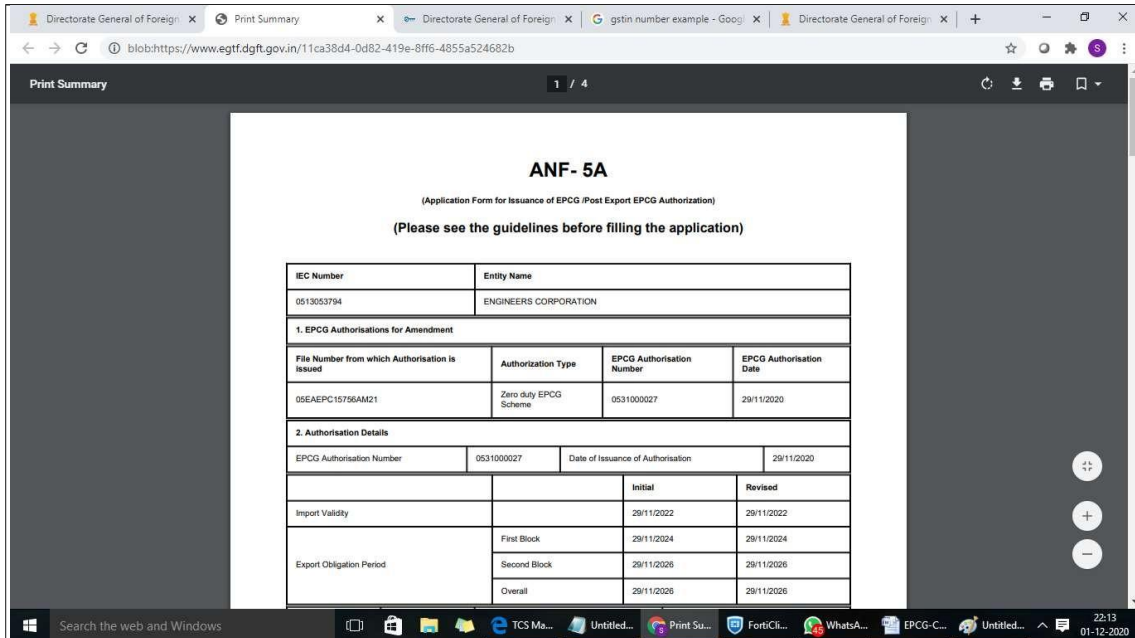 Directorate General of Foreign
Print Summary
Directorate General of Foreign
gstin number example - Goog
Directorate General of Foreign
blob:https://www.egtf.dgft.gov.in/11ca38d4-0d82-419e-8ff6-4855a524682b
S
Print Summary
1 / 4
ANF- 5A
(Application Form for Issuance of EPCG /Post Export EPCG Authorization)
(Please see the guidelines before filling the application)
IEC Number Entity Name
0513053794 ENGINEERS CORPORATION
1. EPCG Authorisations for Amendment
File Number from which Authorisation is issued Authorization Type EPCG Authorisation Number EPCG Authorisation Date
05EAEPC15756AM21 Zero duty EPCG Scheme 0531000027 29/11/2020
2. Authorisation Details
EPCG Authorisation Number 0531000027 Date of Issuance of Authorisation 29/11/2020
Initial Revised
Import Validity 29/11/2022 29/11/2022
Export Obligation Period First Block 29/11/2024 29/11/2024
Second Block 29/11/2026 29/11/2026
Overall 29/11/2026 29/11/2026
Search the web and Windows
TCS Ma... Untitled... Print Su... FortiCli... 45 WhatsA... EPCG-C... Untitled...
22:13
01-12-2020